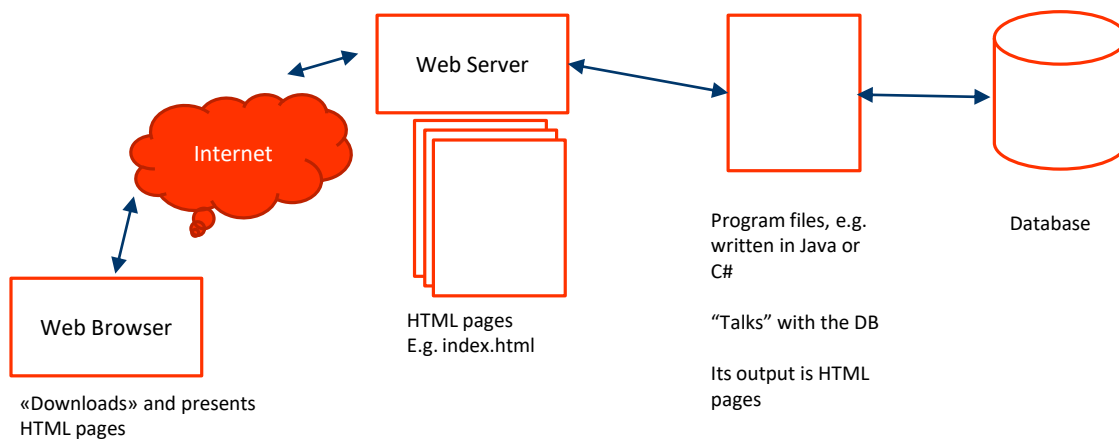 Web Server
Internet
Web Browser
«Downloads» and presents
HTML pages
HTML pages
E.g. index.html
Program files, e.g.
written in Java or
C#
“Talks” with the DB
Its output is HTML
pages
Database